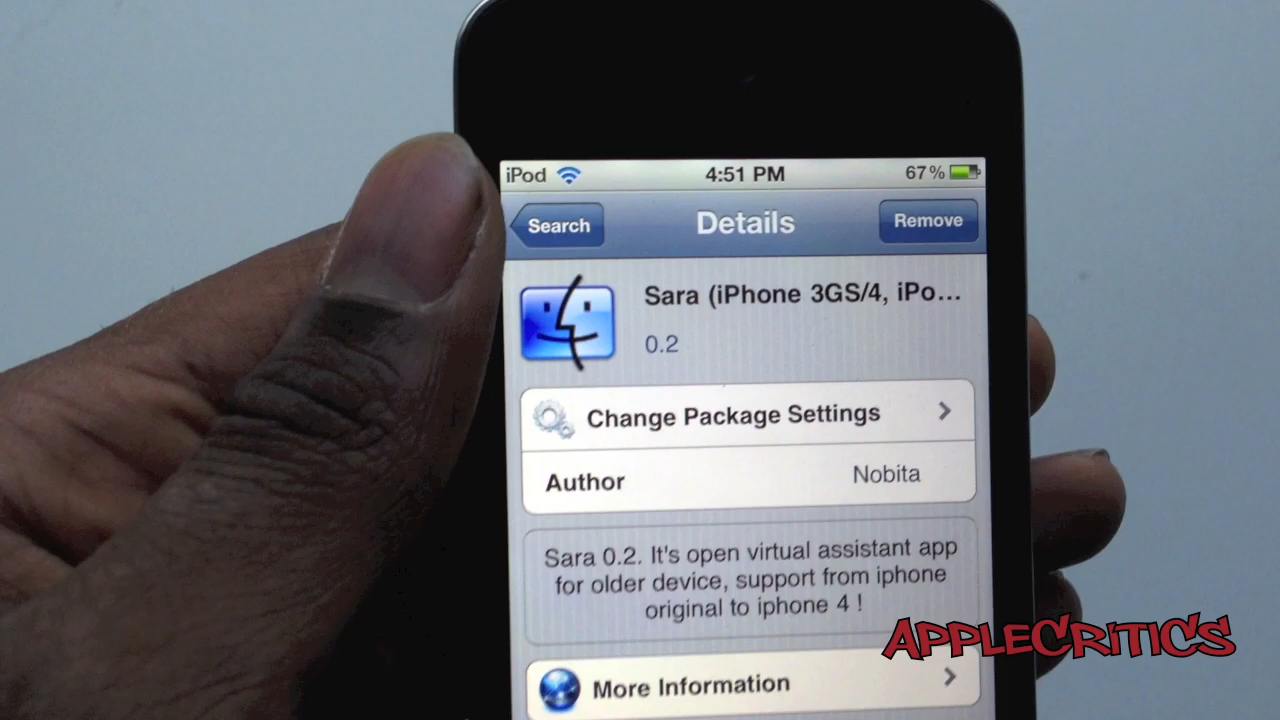 iPod 4:51 PM 67%
Search Details Remove
Sara (iPhone 3GS/4, iPo...
0.2
Change Package Settings
Author Nobita
Sara 0.2. It's open virtual assistant app
for older device, support from iphone
original to iphone 4 !
More Information
APPLECRITICS